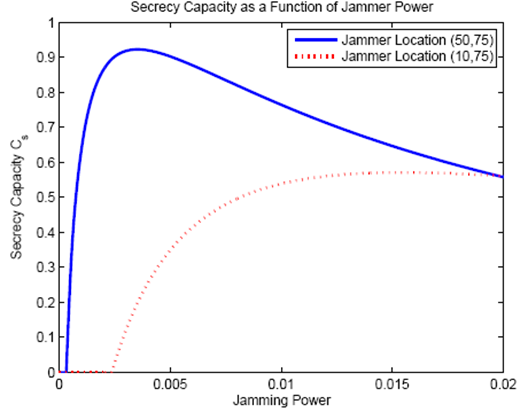 Secrecy Capacity as a Function of Jammer Power
Jammer Location (50,75)
Jammer Location (10,75)
Secrecy Capacity Cs
1
0.9
0.8
0.7
0.6
0.5
0.4
0.3
0.2
0.1
0
0 0.005 0.01 0.015 0.02
Jamming Power